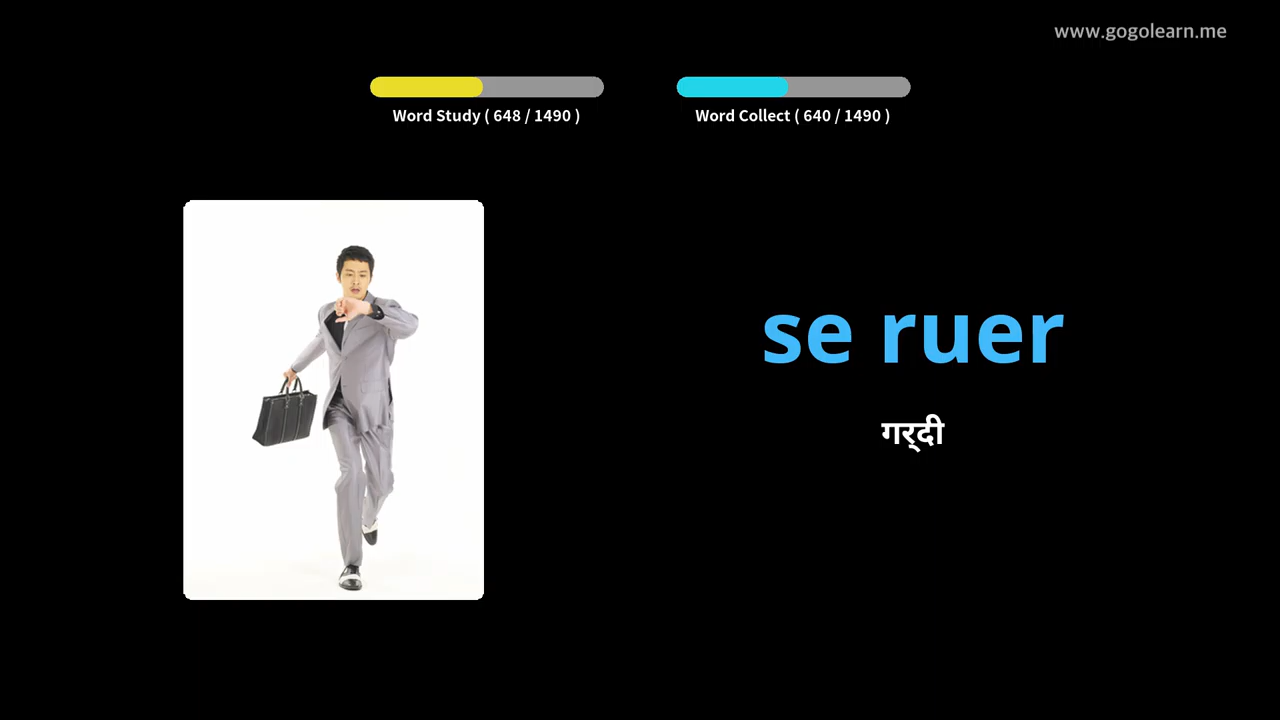 www.gogolearn.me
Word Study ( 648 / 1490 )
Word Collect ( 640 / 1490 )
se ruer
गर्‌दी